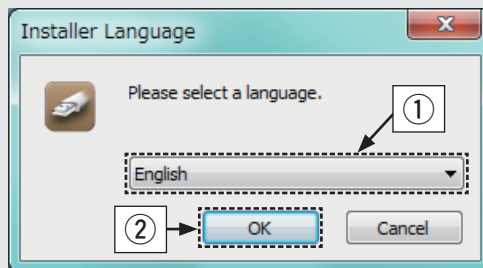 Installer Language
Please select a language.
①
English
②
OK
Cancel